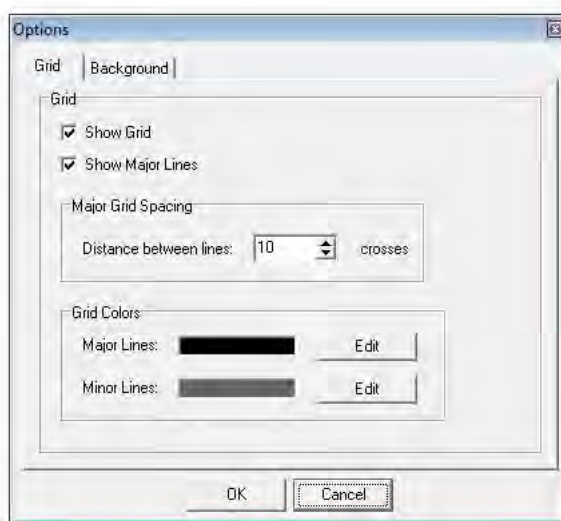 Options
Grid Background
Grid
Show Grid
Show Major Lines
Major Grid Spacing
Distance between lines: 10 crosses
Grid Colors
Major Lines: Edit
Minor Lines: Edit
OK Cancel